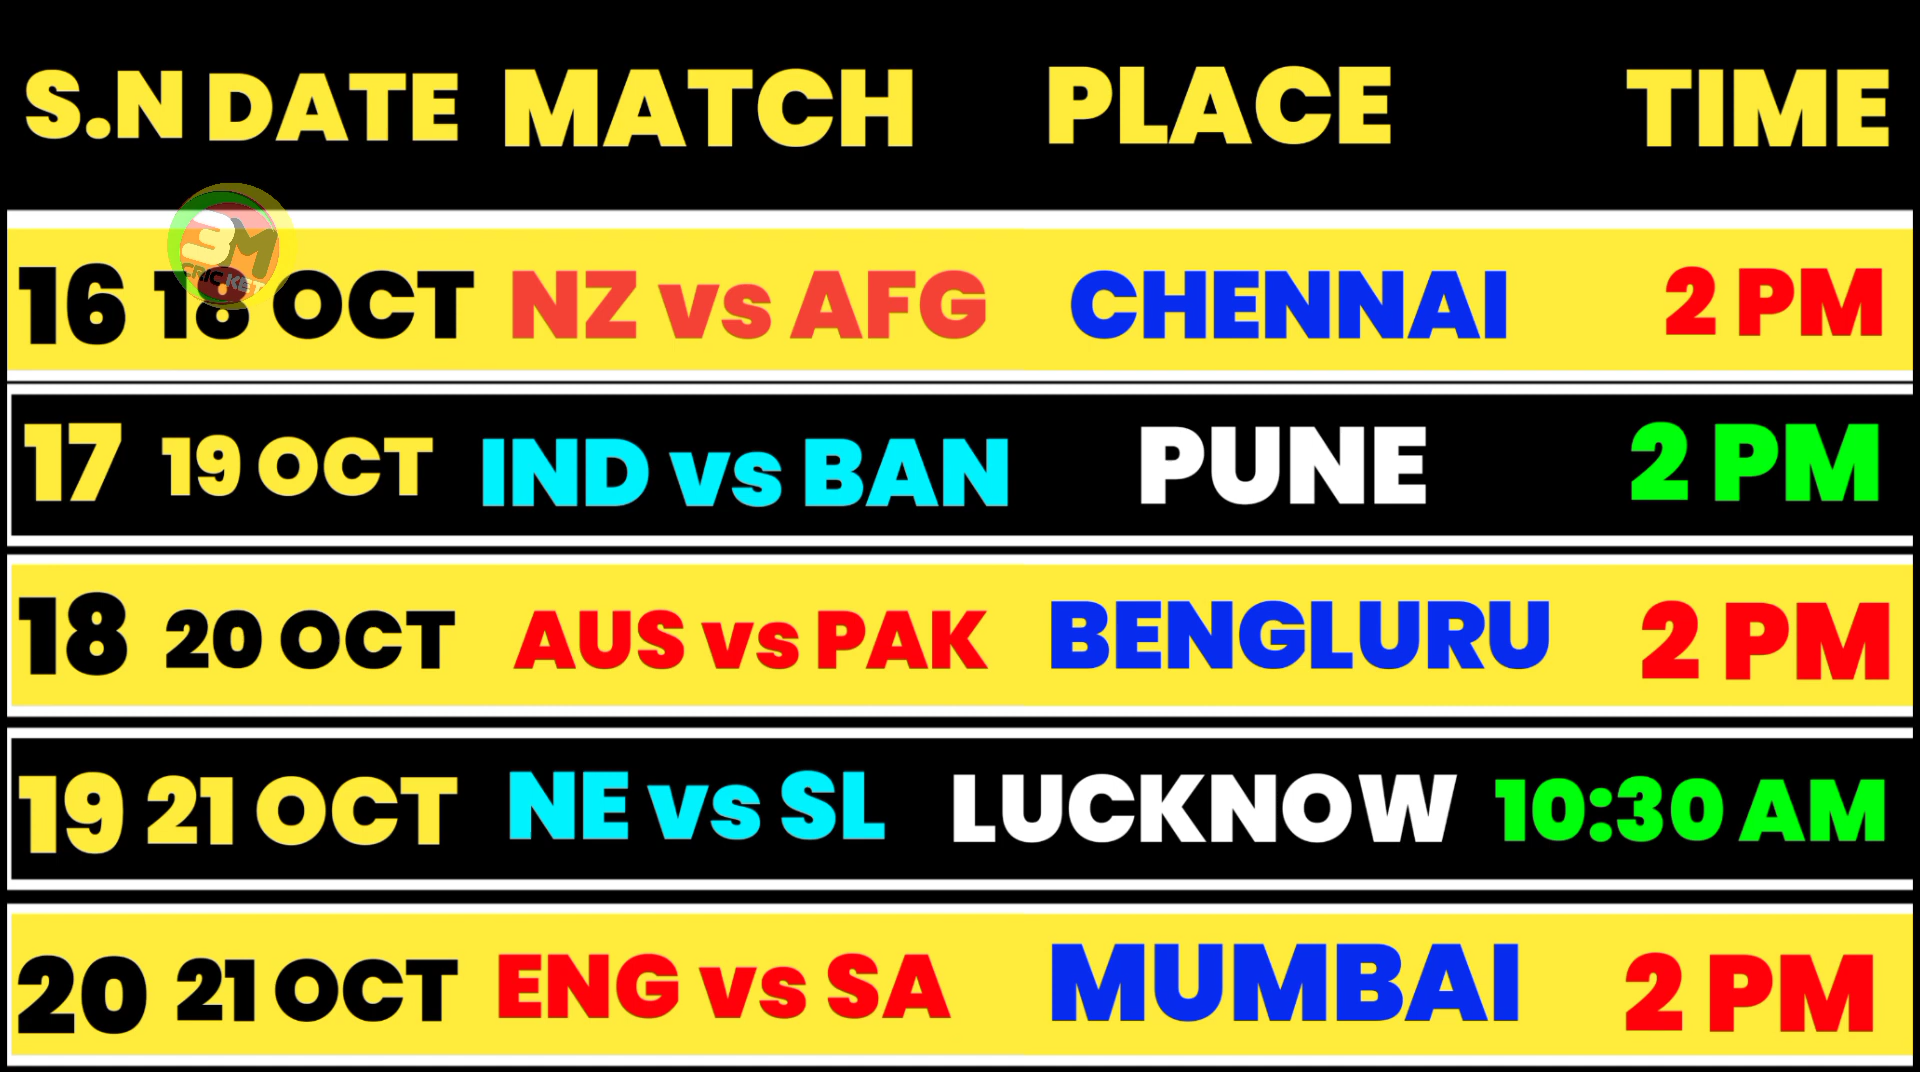 S.N DATE MATCH PLACE TIME
3M
CRICKET
16 18 OCT NZ vs AFG CHENNAI 2 PM
17 19 OCT IND vs BAN PUNE 2 PM
18 20 OCT AUS vs PAK BENGLURU 2 PM
19 21 OCT NE vs SL LUCKNOW 10:30 AM
20 21 OCT ENG vs SA MUMBAI 2 PM